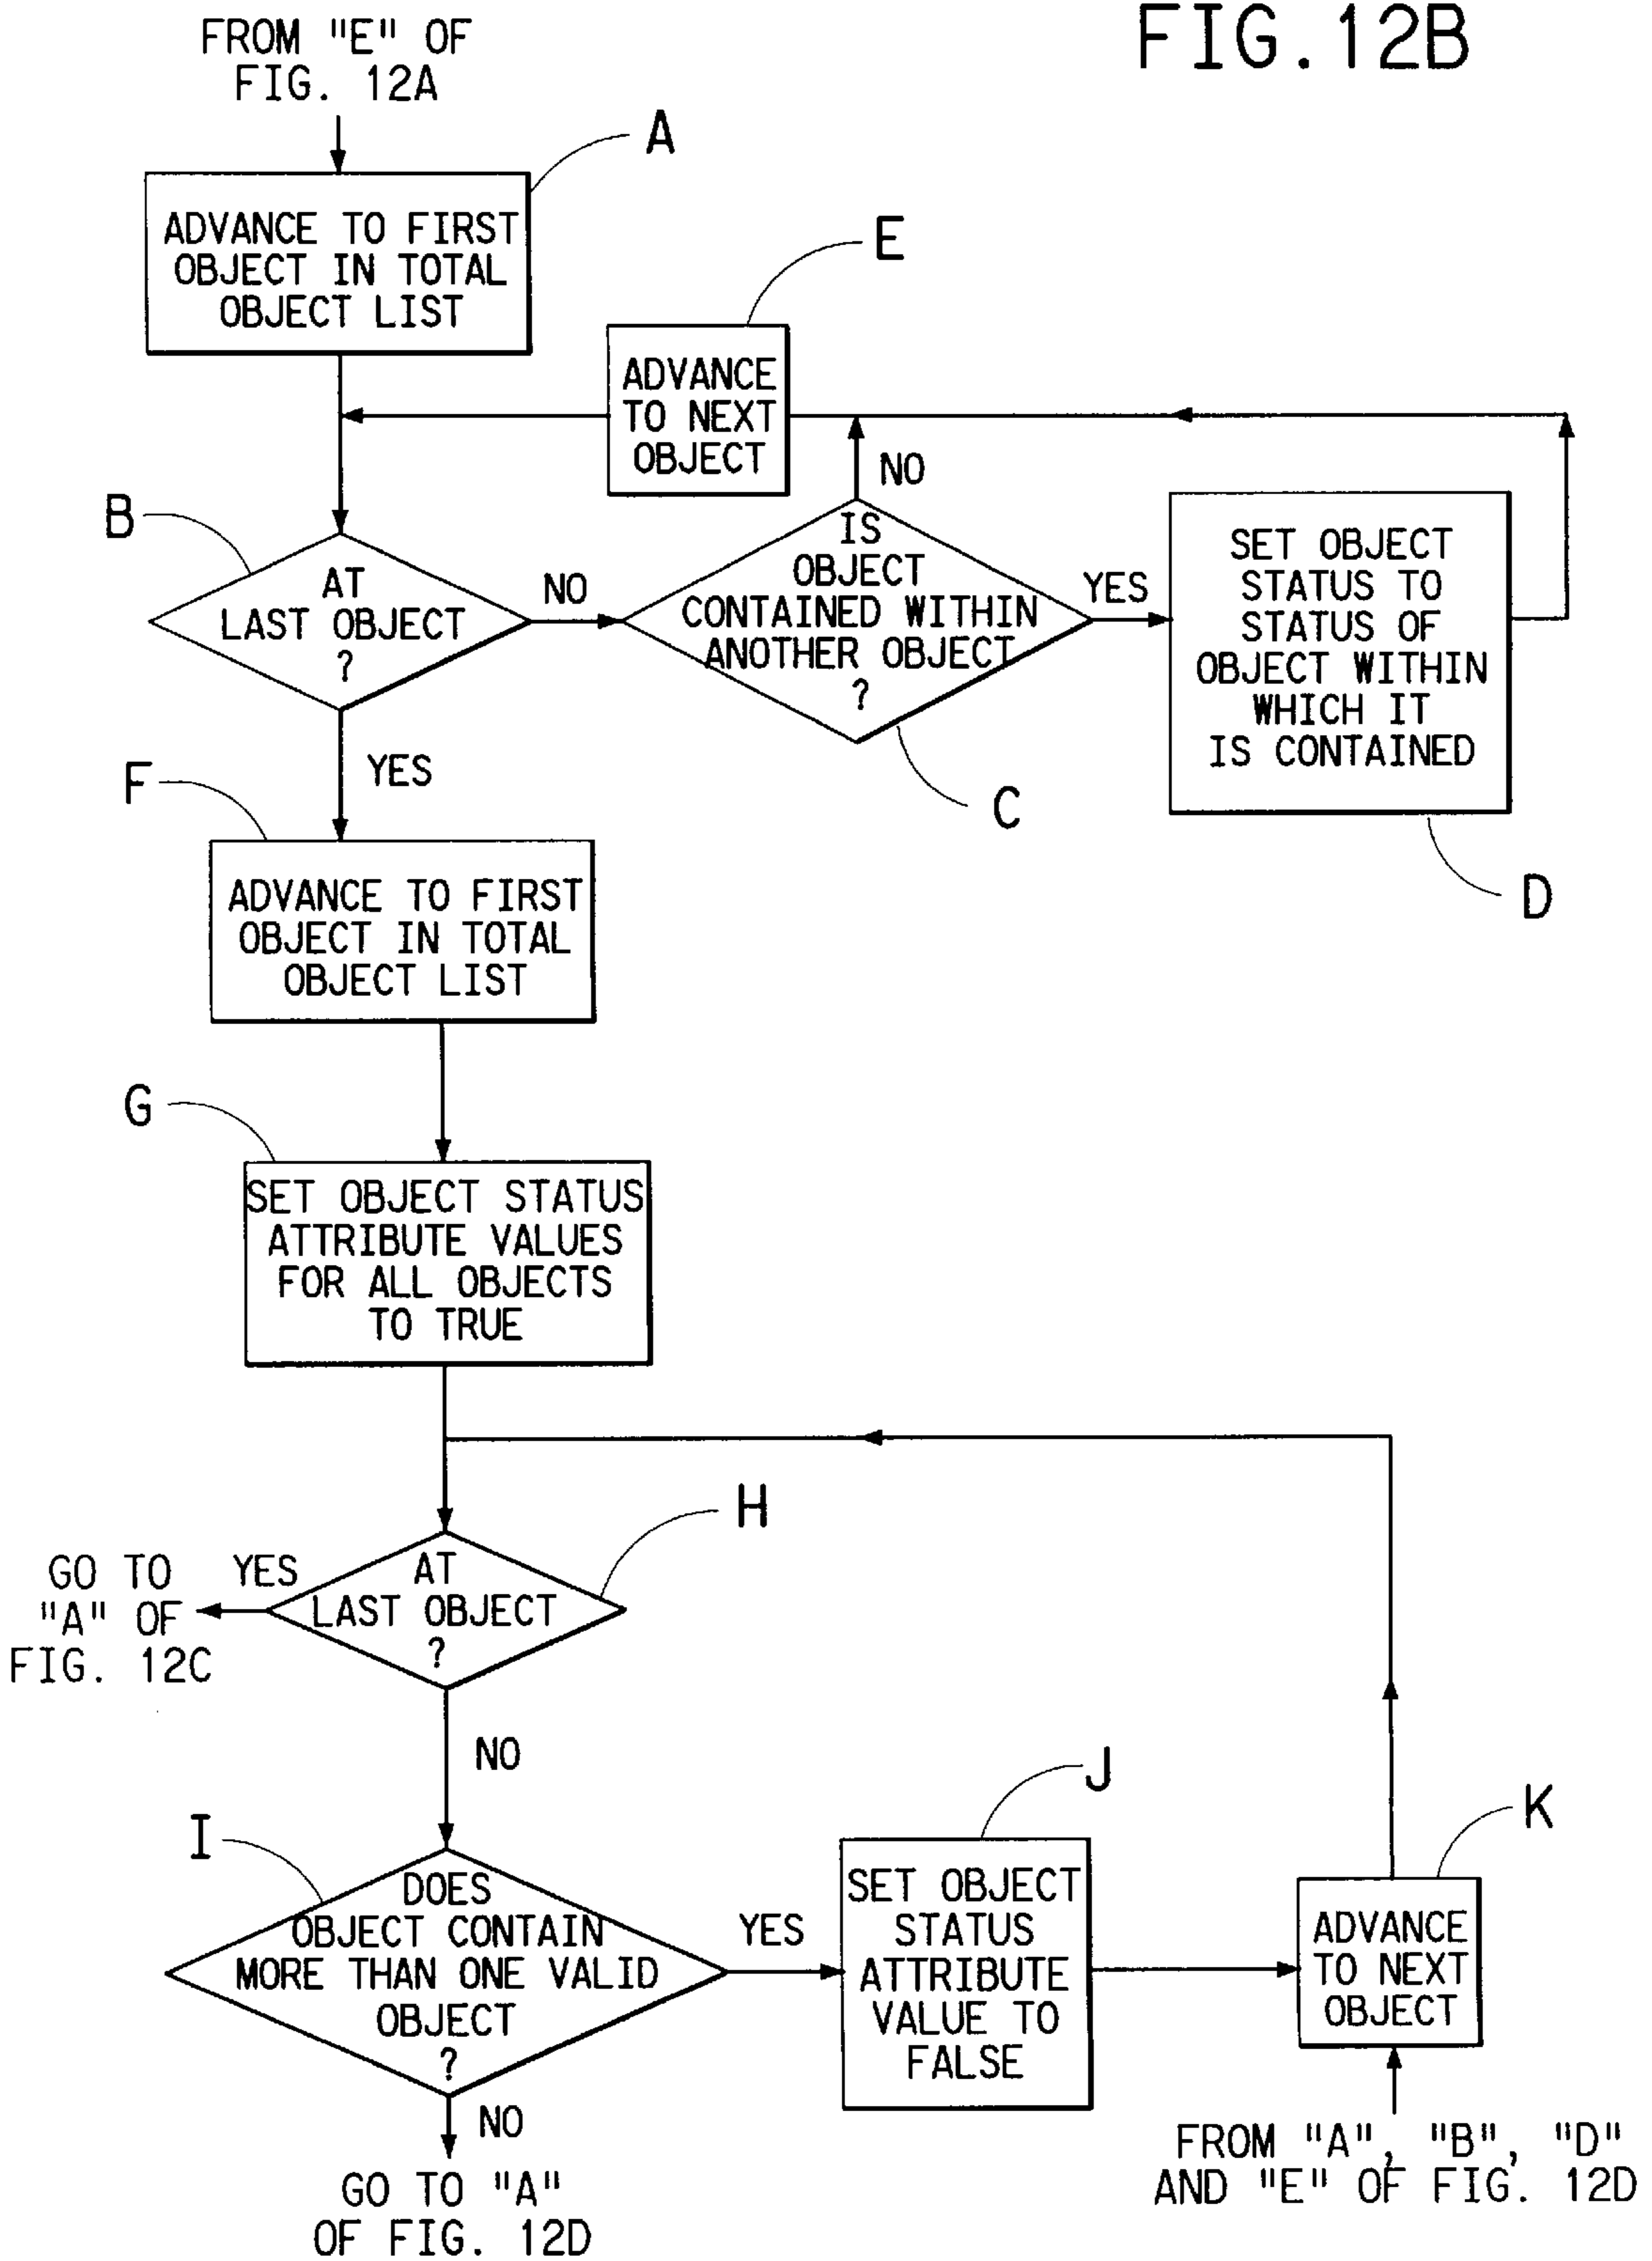 FIG.12B
FROM "E" OF
FIG. 12A
A
ADVANCE TO FIRST
OBJECT IN TOTAL
OBJECT LIST
E
ADVANCE
TO NEXT
OBJECT
NO
B
AT
LAST OBJECT
?
NO
IS
OBJECT
CONTAINED WITHIN
ANOTHER OBJECT
?
YES
SET OBJECT
STATUS TO
STATUS OF
OBJECT WITHIN
WHICH IT
IS CONTAINED
C
D
YES
F
ADVANCE TO FIRST
OBJECT IN TOTAL
OBJECT LIST
G
SET OBJECT STATUS
ATTRIBUTE VALUES
FOR ALL OBJECTS
TO TRUE
H
AT
LAST OBJECT
?
YES
GO TO
"A" OF
FIG. 12C
NO
I
DOES
OBJECT CONTAIN
MORE THAN ONE VALID
OBJECT
?
YES
J
SET OBJECT
STATUS
ATTRIBUTE
VALUE TO
FALSE
K
ADVANCE
TO NEXT
OBJECT
NO
GO TO "A"
OF FIG. 12D
FROM "A", "B", "D"
AND "E" OF FIG. 12D